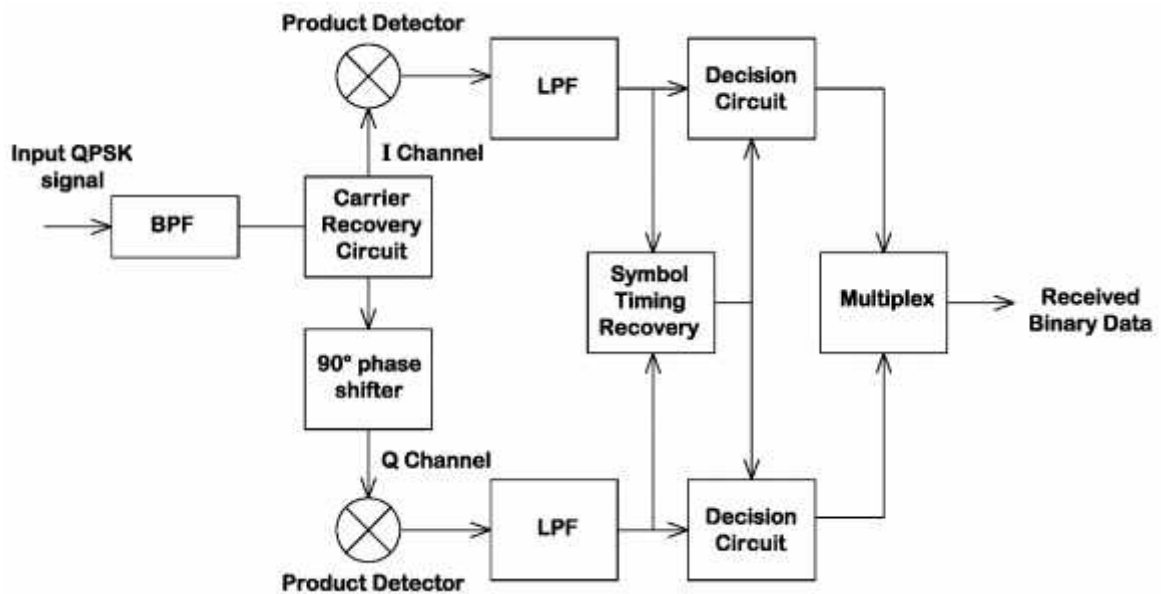 Product Detector
LPF
Decision
Circuit
Input QPSK
signal
I Channel
BPF
Carrier
Recovery
Circuit
Symbol
Timing
Recovery
Multiplex
Received
Binary Data
90° phase
shifter
Q Channel
LPF
Decision
Circuit
Product Detector